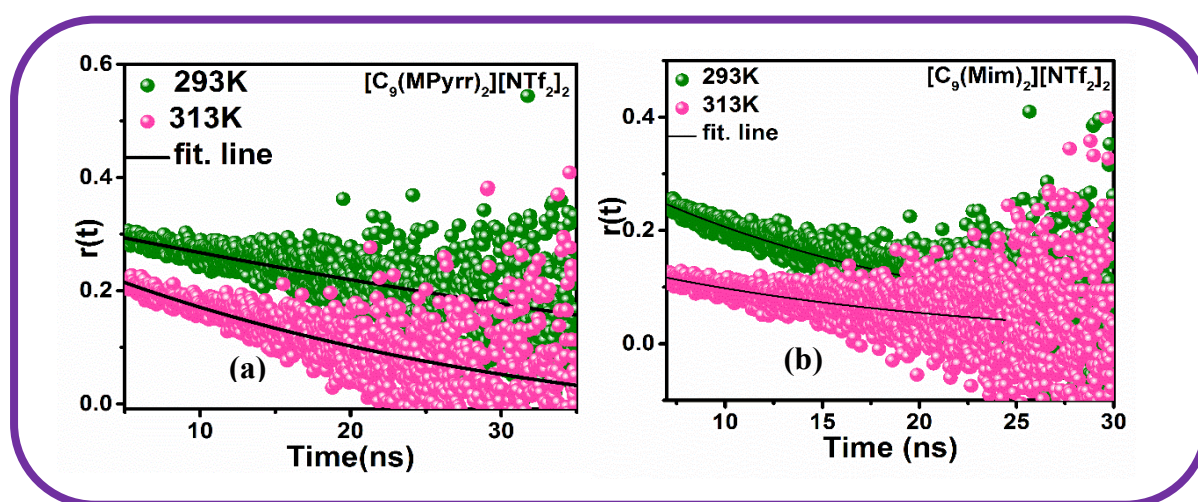 0.6
0.4
0.2
0.0
r(t)
293K
313K
fit. line
[C₉(MPyrr)₂][NTf₂]₂
(a)
10
20
30
Time(ns)
0.4
0.2
0.0
r(t)
293K
313K
fit. line
[C₉(Mim)₂][NTf₂]₂
(b)
10
15
20
25
30
Time (ns)